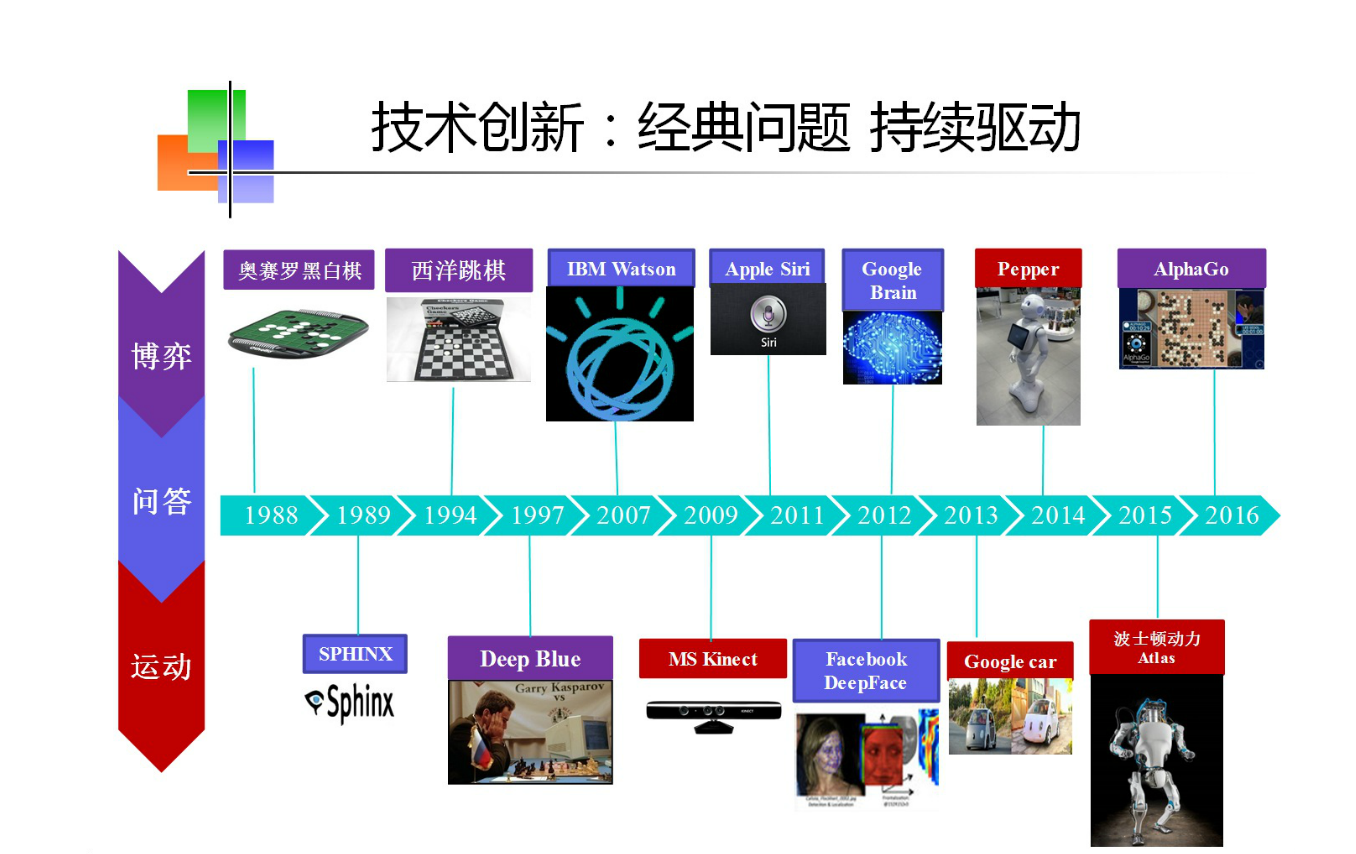 技术创新：经典问题 持续驱动
博弈
问答
运动
奥赛罗黑白棋
西洋跳棋
IBM Watson
Apple Siri
Siri
Google
Brain
Pepper
AlphaGo
AlphaGo
1988
1989
1994
1997
2007
2009
2011
2012
2013
2014
2015
2016
SPHINX
Sphinx
Deep Blue
Garry Kasparov
vs
MS Kinect
Facebook
DeepFace
Detection & Localization
Google car
波士顿动力
Atlas